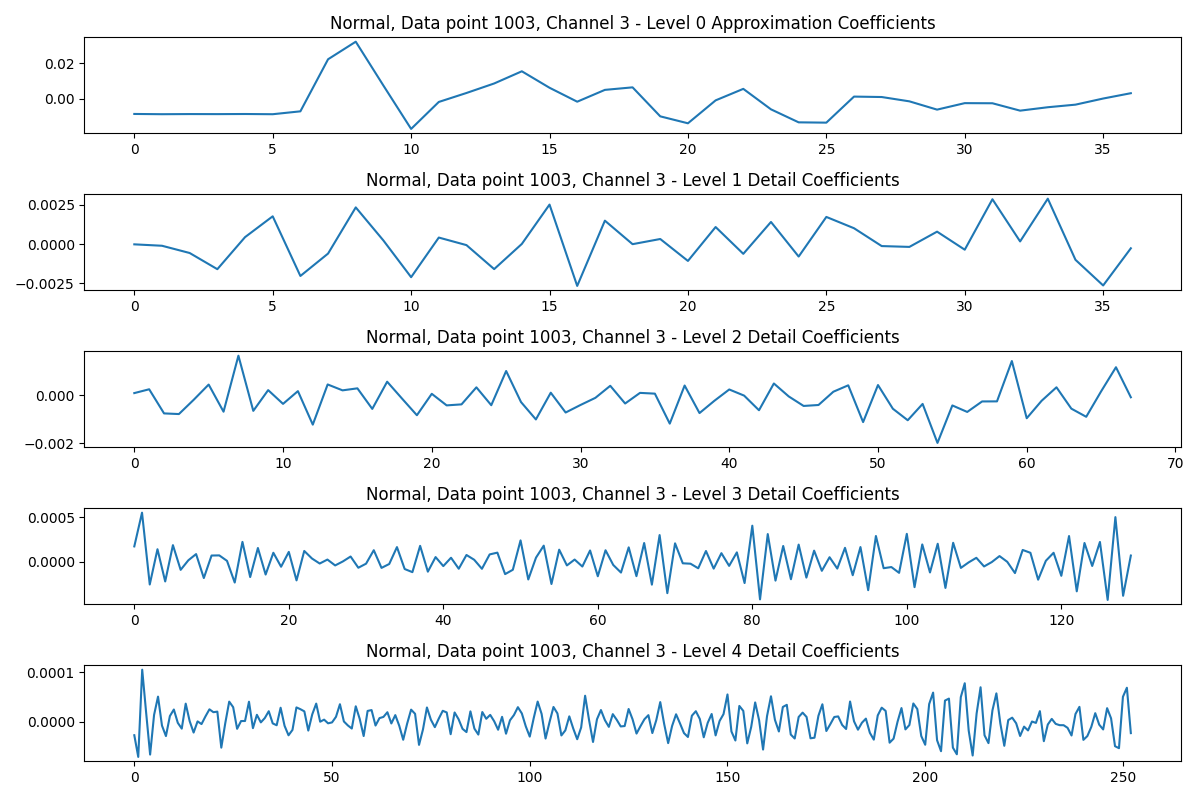 Normal, Data point 1003, Channel 3 - Level 0 Approximation Coefficients
0.02
0.00
0 5 10 15 20 25 30 35
Normal, Data point 1003, Channel 3 - Level 1 Detail Coefficients
0.0025
0.0000
−0.0025
0 5 10 15 20 25 30 35
Normal, Data point 1003, Channel 3 - Level 2 Detail Coefficients
0.000
−0.002
0 10 20 30 40 50 60 70
Normal, Data point 1003, Channel 3 - Level 3 Detail Coefficients
0.0005
0.0000
0 20 40 60 80 100 120
Normal, Data point 1003, Channel 3 - Level 4 Detail Coefficients
0.0001
0.0000
0 50 100 150 200 250